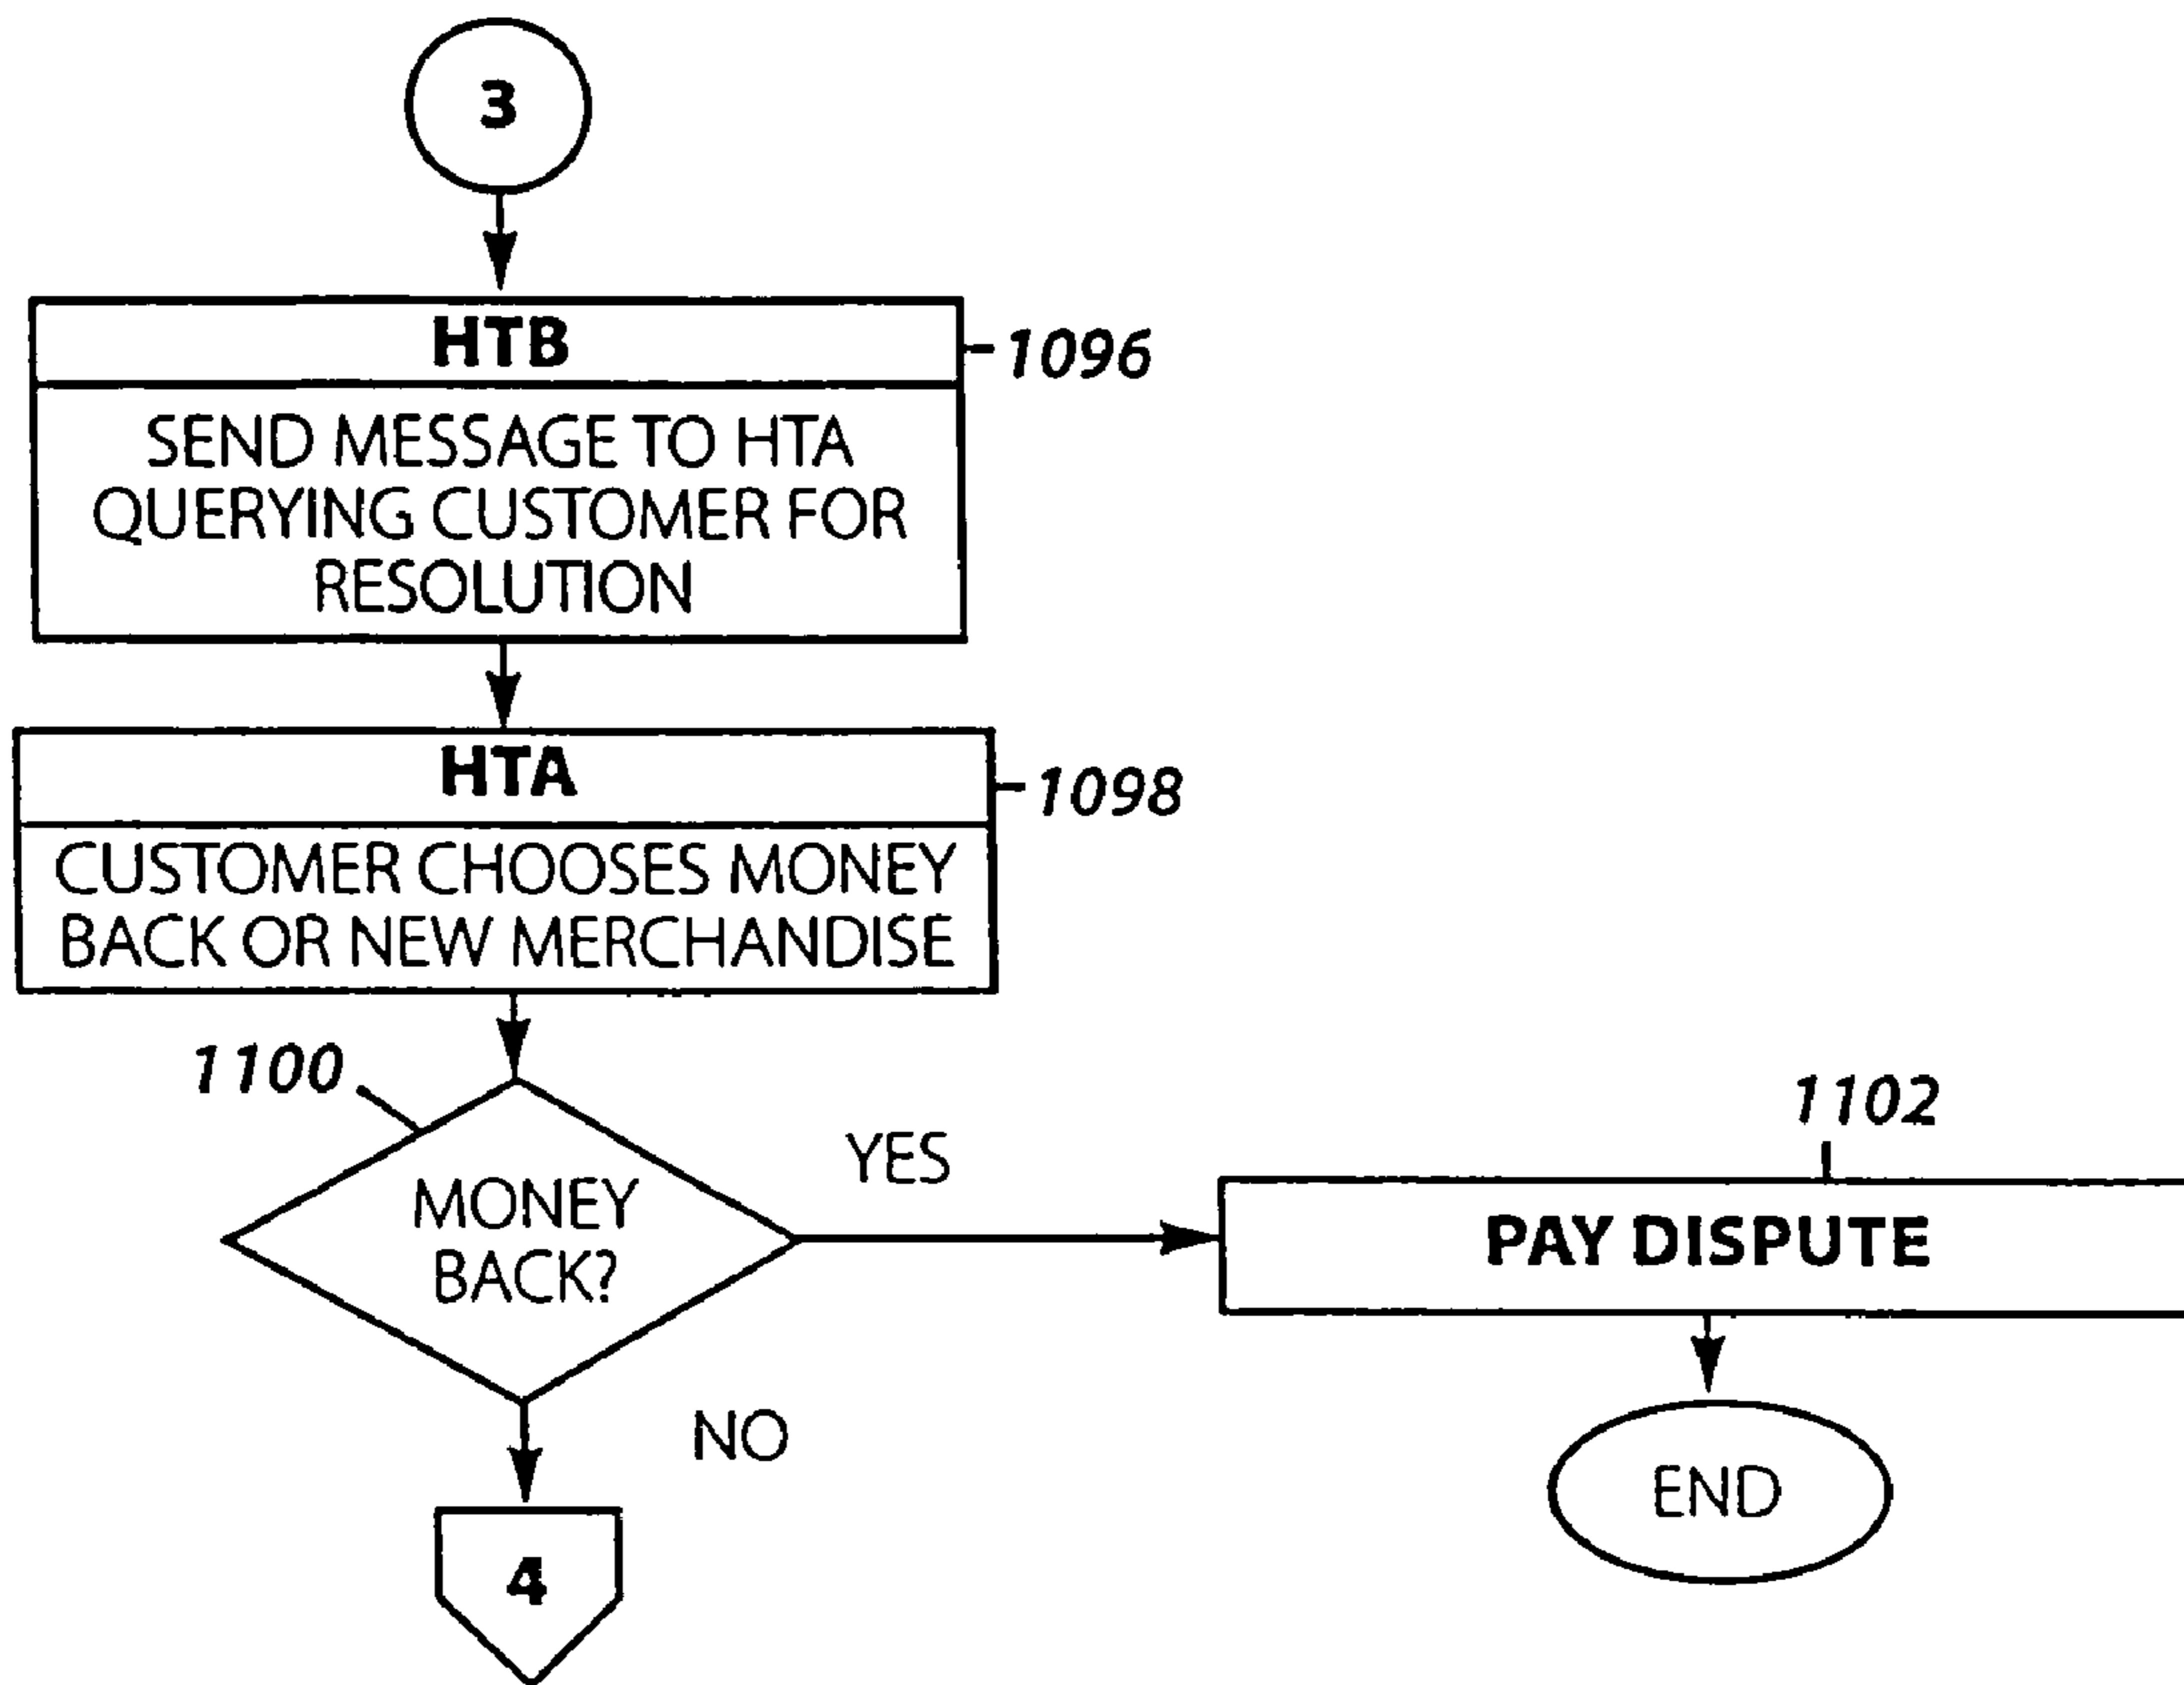 3
HTB
1096
SEND MESSAGE TO HTA
QUERYING CUSTOMER FOR
RESOLUTION
HTA
1098
CUSTOMER CHOOSES MONEY
BACK OR NEW MERCHANDISE
1100
MONEY
BACK?
YES
1102
PAY DISPUTE
NO
END
4